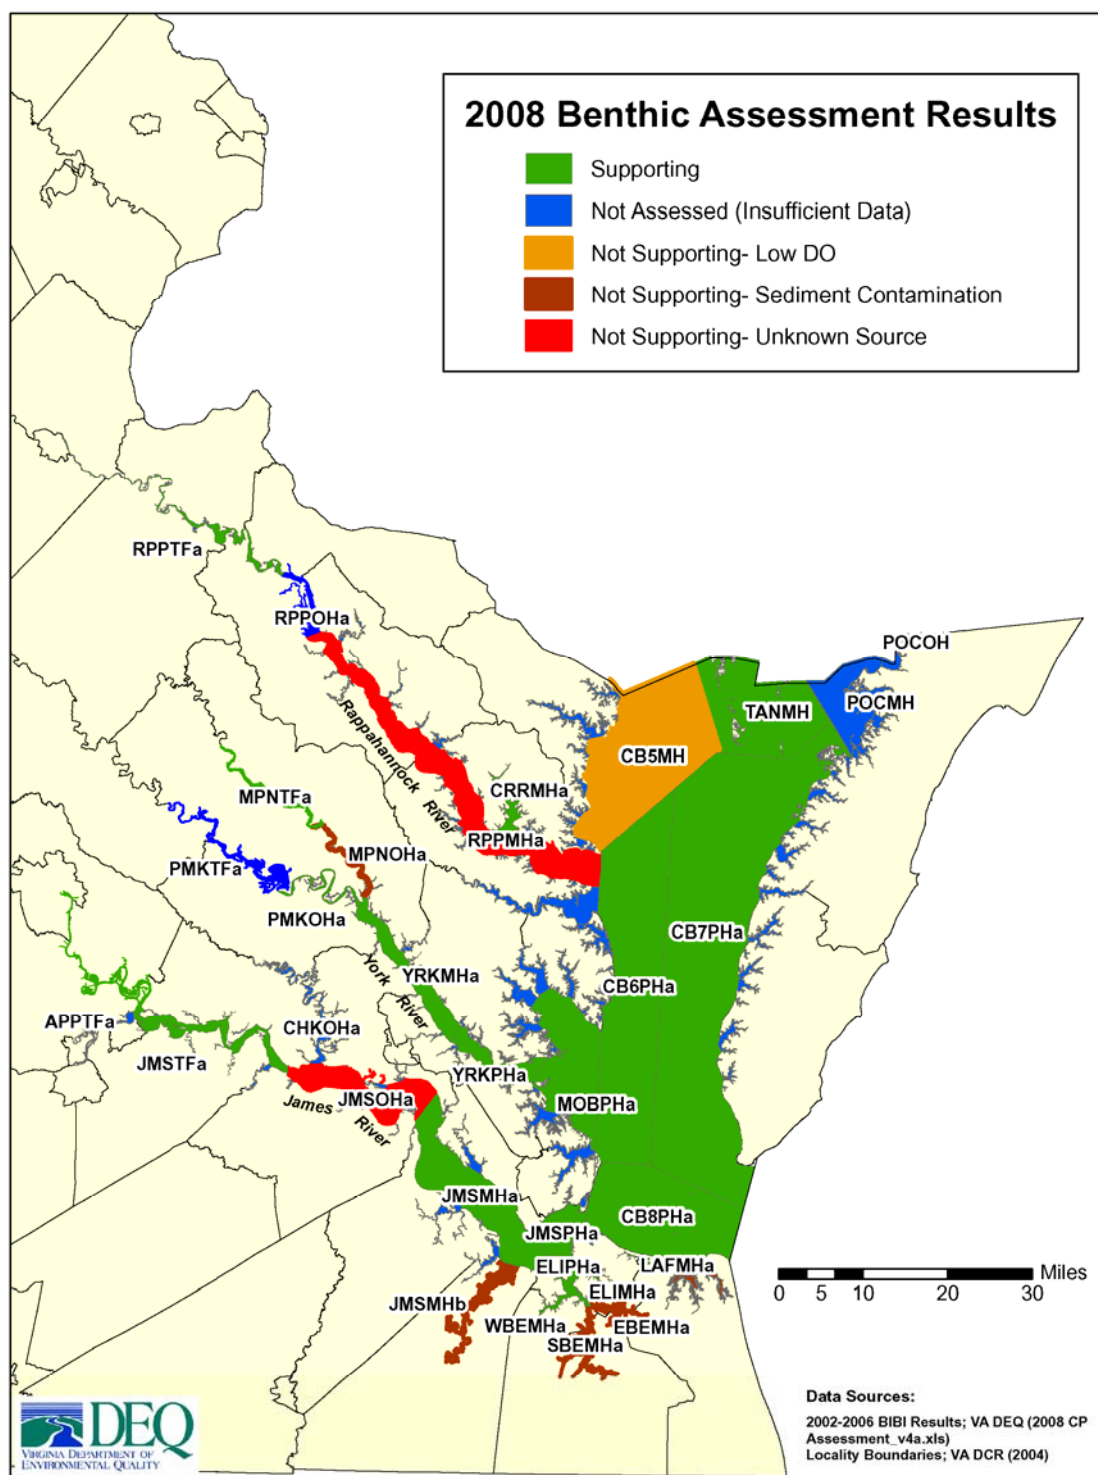 2008 Benthic Assessment Results
Supporting
Not Assessed (Insufficient Data)
Not Supporting- Low DO
Not Supporting- Sediment Contamination
Not Supporting- Unknown Source
RPPTFa
RPPOHa
POCOH
POCMH
TANMH
CB5MH
Rappahannock River
CRRMHa
RPPMHa
MPNTFa
MPNOHa
PMKTFa
PMKOHa
CB7PHa
YRKMHa
York River
CB6PHa
APPTFa
CHKOHa
JMSTFa
YRKPHa
JMSOHa
MOBPHa
James River
JMSMHa
CB8PHa
JMSPHa
ELIPHa
LAFMHa
Miles
0 5 10 20 30
JMSMHb
ELIMHa
WBEMHa
EBEMHa
SBEMHa
Data Sources:
2002-2006 BIBI Results; VA DEQ (2008 CP
Assessment_v4a.xls)
Locality Boundaries; VA DCR (2004)
DEQ
VIRGINIA DEPARTMENT OF
ENVIRONMENTAL QUALITY